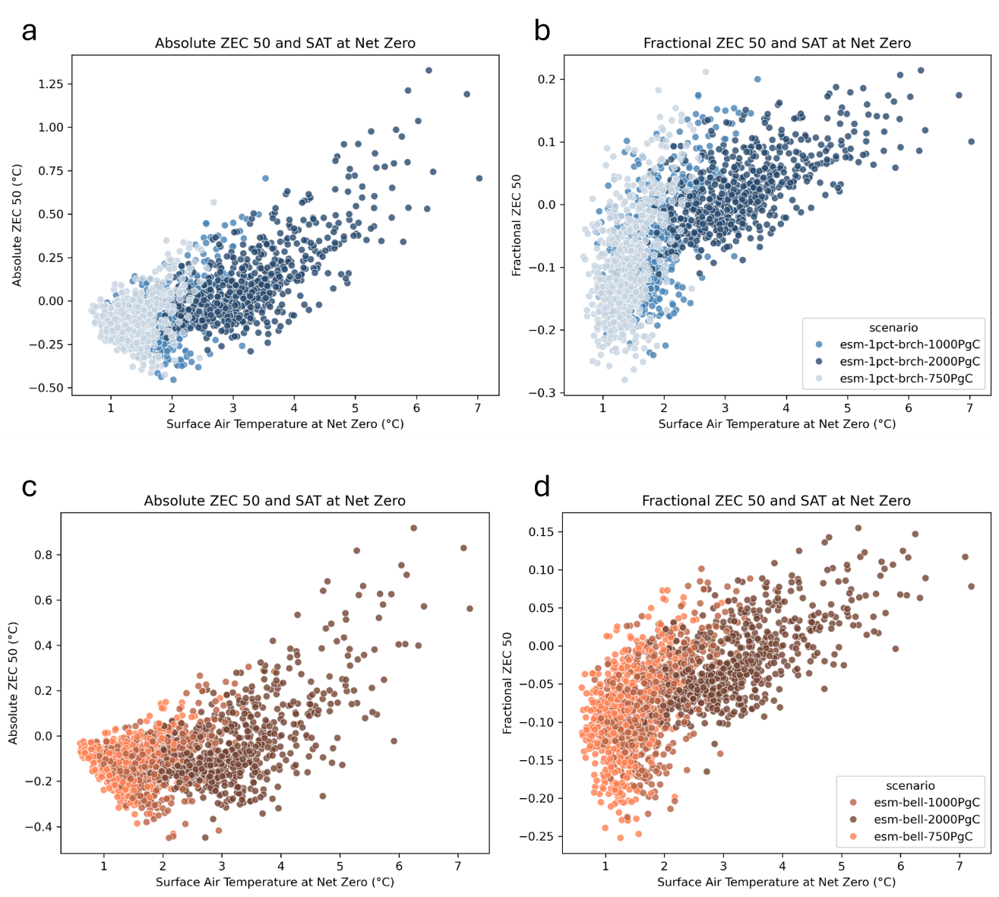 a
Absolute ZEC 50 and SAT at Net Zero
Absolute ZEC 50 (°C)
1.25
1.00
0.75
0.50
0.25
0.00
−0.25
−0.50
1 2 3 4 5 6 7
Surface Air Temperature at Net Zero (°C)
b
Fractional ZEC 50 and SAT at Net Zero
Fractional ZEC 50
0.2
0.1
0.0
−0.1
−0.2
−0.3
scenario
esm-1pct-brch-1000PgC
esm-1pct-brch-2000PgC
esm-1pct-brch-750PgC
1 2 3 4 5 6 7
Surface Air Temperature at Net Zero (°C)
c
Absolute ZEC 50 and SAT at Net Zero
Absolute ZEC 50 (°C)
0.8
0.6
0.4
0.2
0.0
−0.2
−0.4
1 2 3 4 5 6 7
Surface Air Temperature at Net Zero (°C)
d
Fractional ZEC 50 and SAT at Net Zero
Fractional ZEC 50
0.15
0.10
0.05
0.00
−0.05
−0.10
−0.15
−0.20
−0.25
scenario
esm-bell-1000PgC
esm-bell-2000PgC
esm-bell-750PgC
1 2 3 4 5 6 7
Surface Air Temperature at Net Zero (°C)